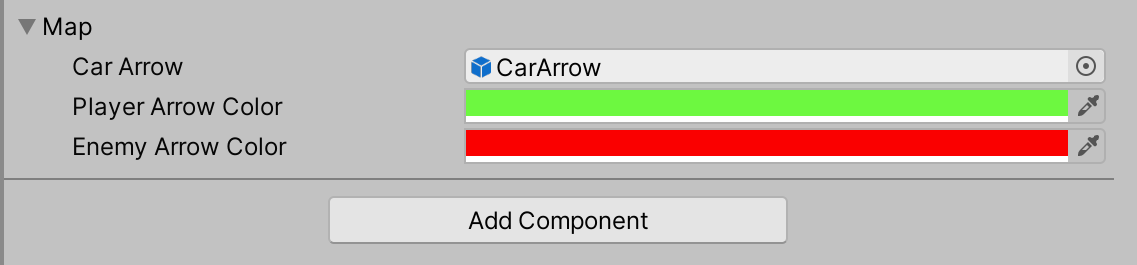 Map
Car Arrow CarArrow
Player Arrow Color
Enemy Arrow Color
Add Component